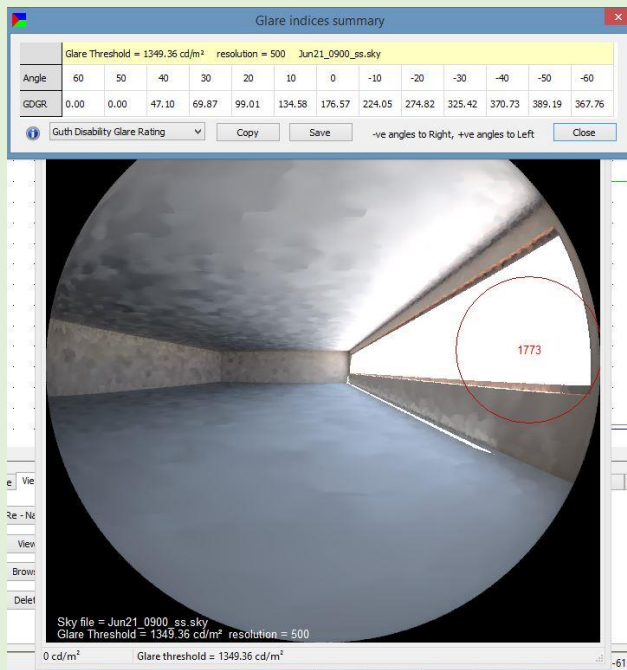 Glare indices summary
Glare Threshold = 1349.36 cd/m² resolution = 500 Jun21_0900_ss.sky
Angle 60 50 40 30 20 10 0 -10 -20 -30 -40 -50 -60
GDGR 0.00 0.00 47.10 69.87 99.01 134.58 176.57 224.05 274.82 325.42 370.73 389.19 367.76
Guth Disability Glare Rating Copy Save -ve angles to Right, +ve angles to Left Close
1773
e Vie
Re - Na
View
Brows
Delet
Sky file = Jun21_0900_ss.sky
Glare Threshold = 1349.36 cd/m² resolution = 500
0 cd/m² Glare threshold = 1349.36 cd/m²
-61